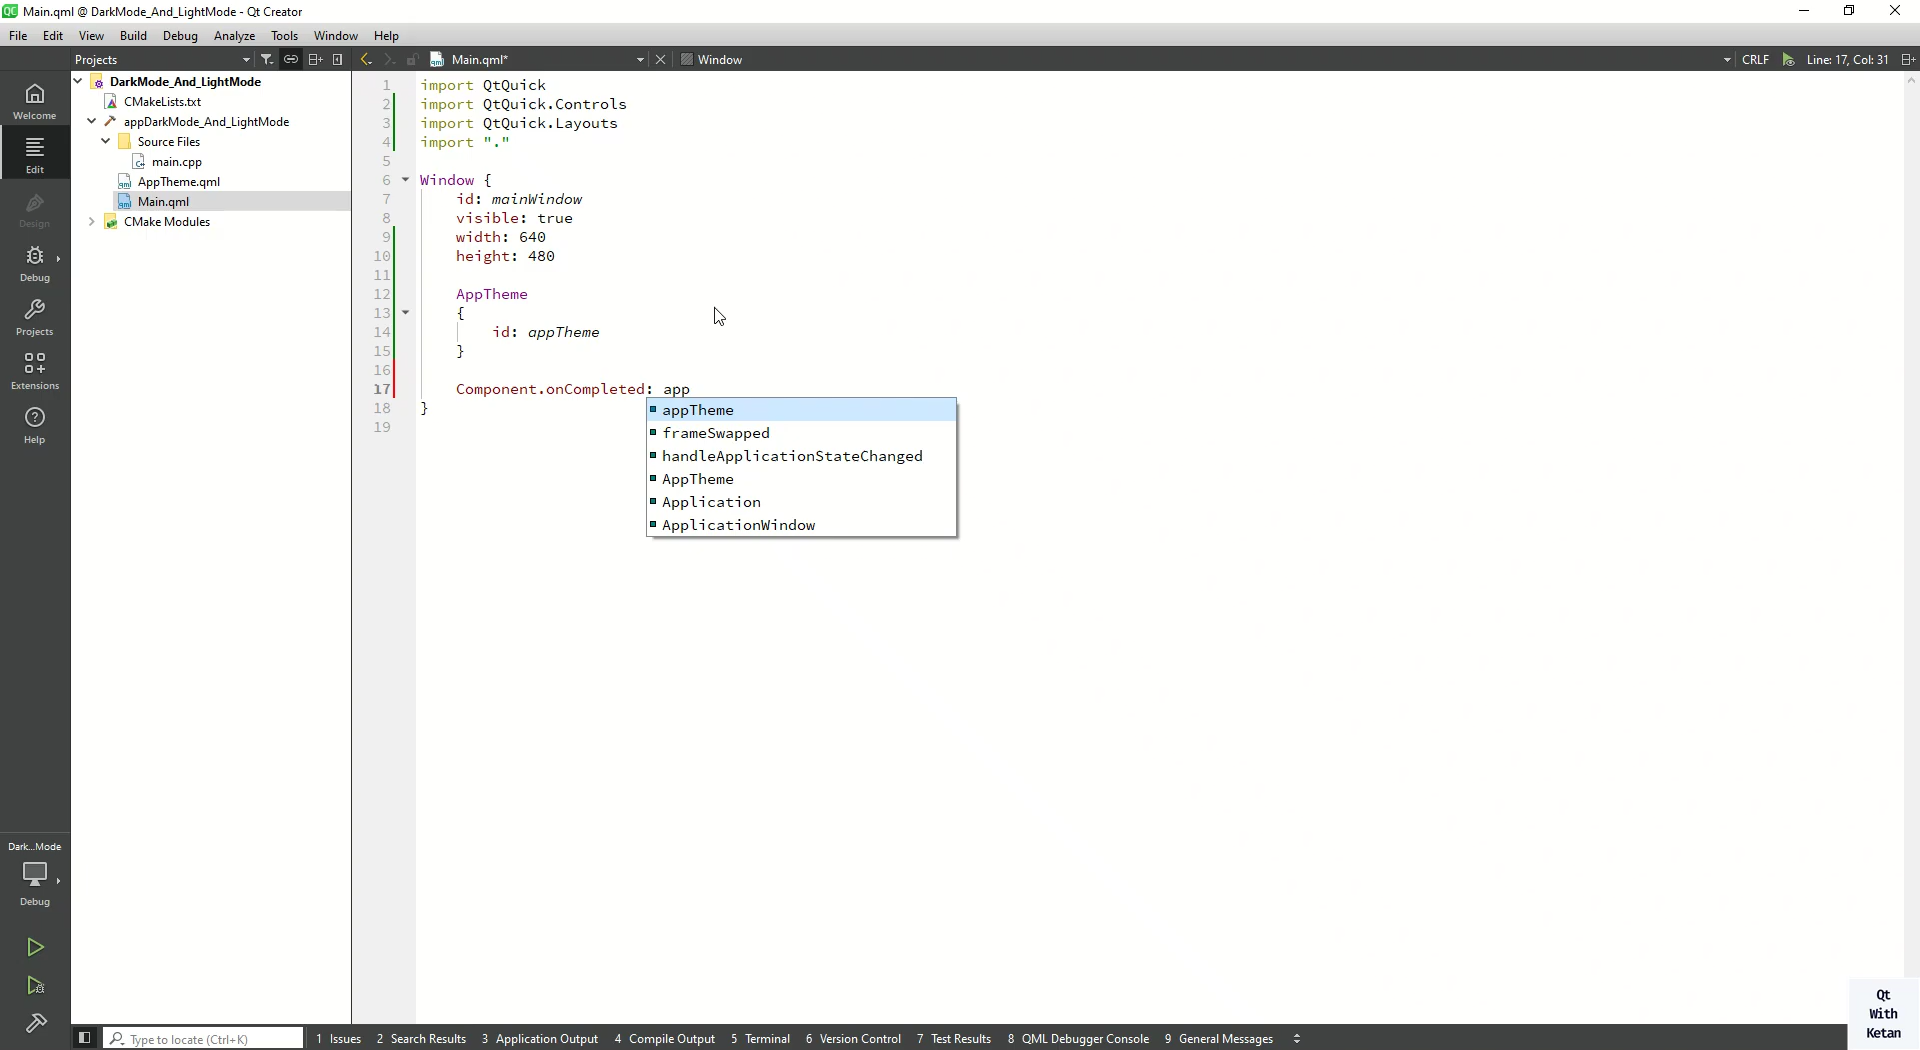 Main.qml @ DarkMode_And_LightMode - Qt Creator
File Edit View Build Debug Analyze Tools Window Help
Projects Main.qml* Window CRLF Line: 17, Col: 31
DarkMode_And_LightMode
CMakeLists.txt
appDarkMode_And_LightMode
Source Files
main.cpp
AppTheme.qml
Main.qml
CMake Modules
Welcome
Edit
Design
Debug
Projects
Extensions
Help
Dark...Mode
Debug
1 import QtQuick
2 import QtQuick.Controls
3 import QtQuick.Layouts
4 import "."
5
6 Window {
7 id: mainWindow
8 visible: true
9 width: 640
10 height: 480
11
12 AppTheme
13 {
14 id: appTheme
15 }
16
17 Component.onCompleted: app
18 }
19
appTheme
frameSwapped
handleApplicationStateChanged
AppTheme
Application
ApplicationWindow
Qt
With
Ketan
Type to locate (Ctrl+K) 1 Issues 2 Search Results 3 Application Output 4 Compile Output 5 Terminal 6 Version Control 7 Test Results 8 QML Debugger Console 9 General Messages